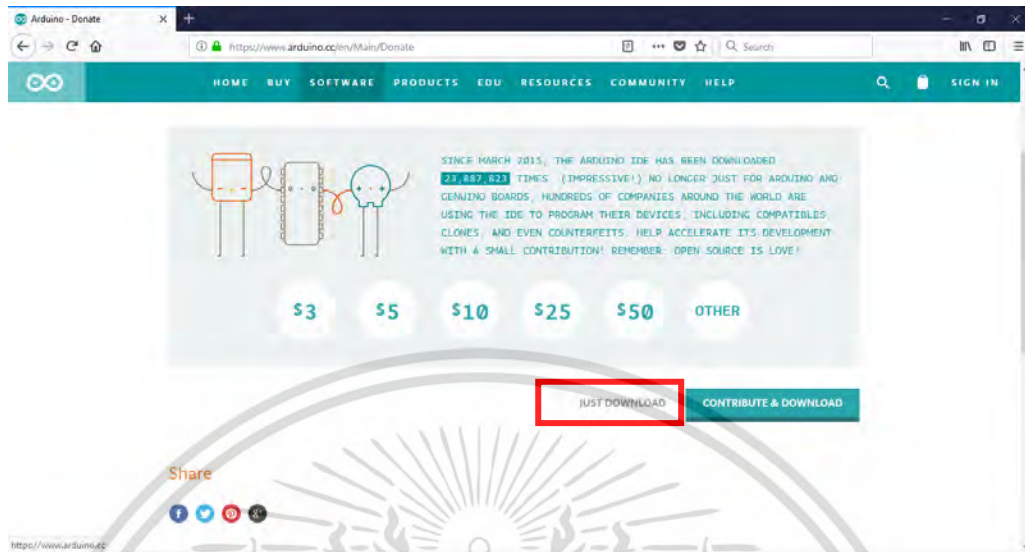 Arduino - Donate
https://www.arduino.cc/en/Main/Donate
Search
HOME BUY SOFTWARE PRODUCTS EDU RESOURCES COMMUNITY HELP
SIGN IN
SINCE MARCH 2015, THE ARDUINO IDE HAS BEEN DOWNLOADED
23,887,823 TIMES. (IMPRESSIVE!) NO LONGER JUST FOR ARDUINO AND
GENUINO BOARDS, HUNDREDS OF COMPANIES AROUND THE WORLD ARE
USING THE IDE TO PROGRAM THEIR DEVICES, INCLUDING COMPATIBLES,
CLONES, AND EVEN COUNTERFEITS. HELP ACCELERATE ITS DEVELOPMENT
WITH A SMALL CONTRIBUTION! REMEMBER: OPEN SOURCE IS LOVE!
$3 $5 $10 $25 $50 OTHER
JUST DOWNLOAD CONTRIBUTE & DOWNLOAD
Share
https://www.arduino.cc